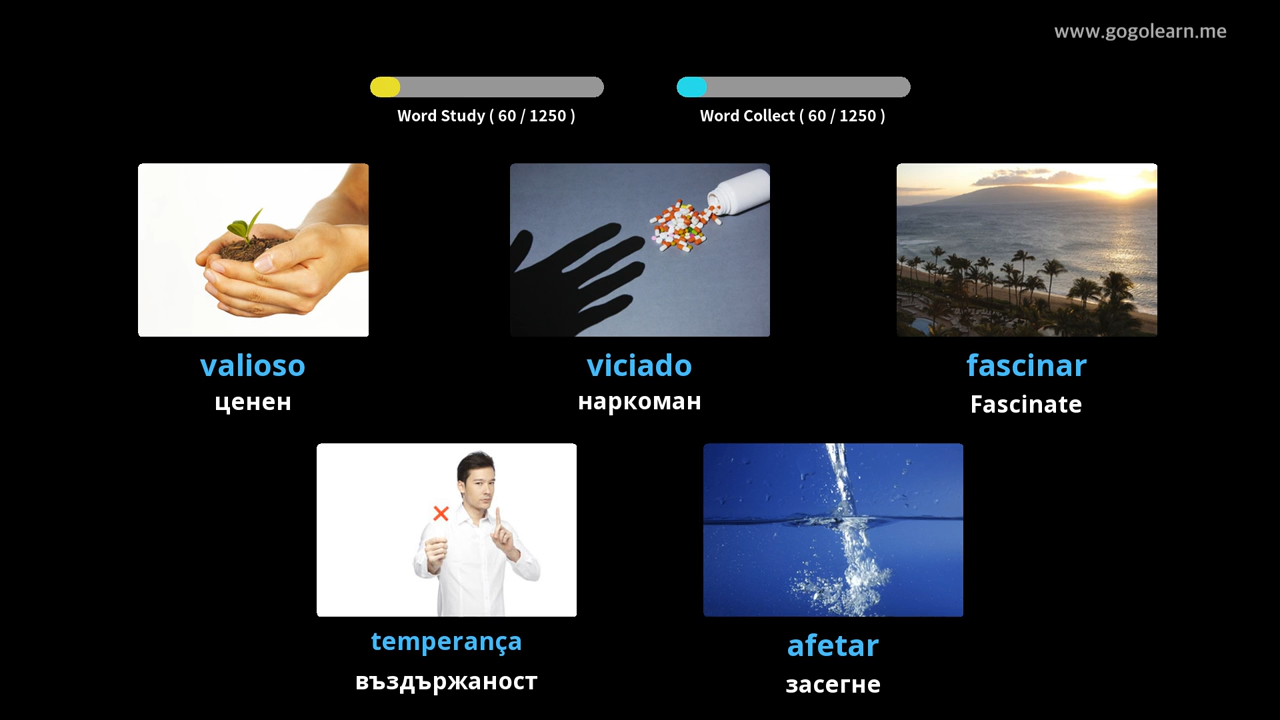 www.gogolearn.me
Word Study ( 60 / 1250 )
Word Collect ( 60 / 1250 )
valioso
ценен
viciado
наркоман
fascinar
Fascinate
temperança
въздържаност
afetar
засегне